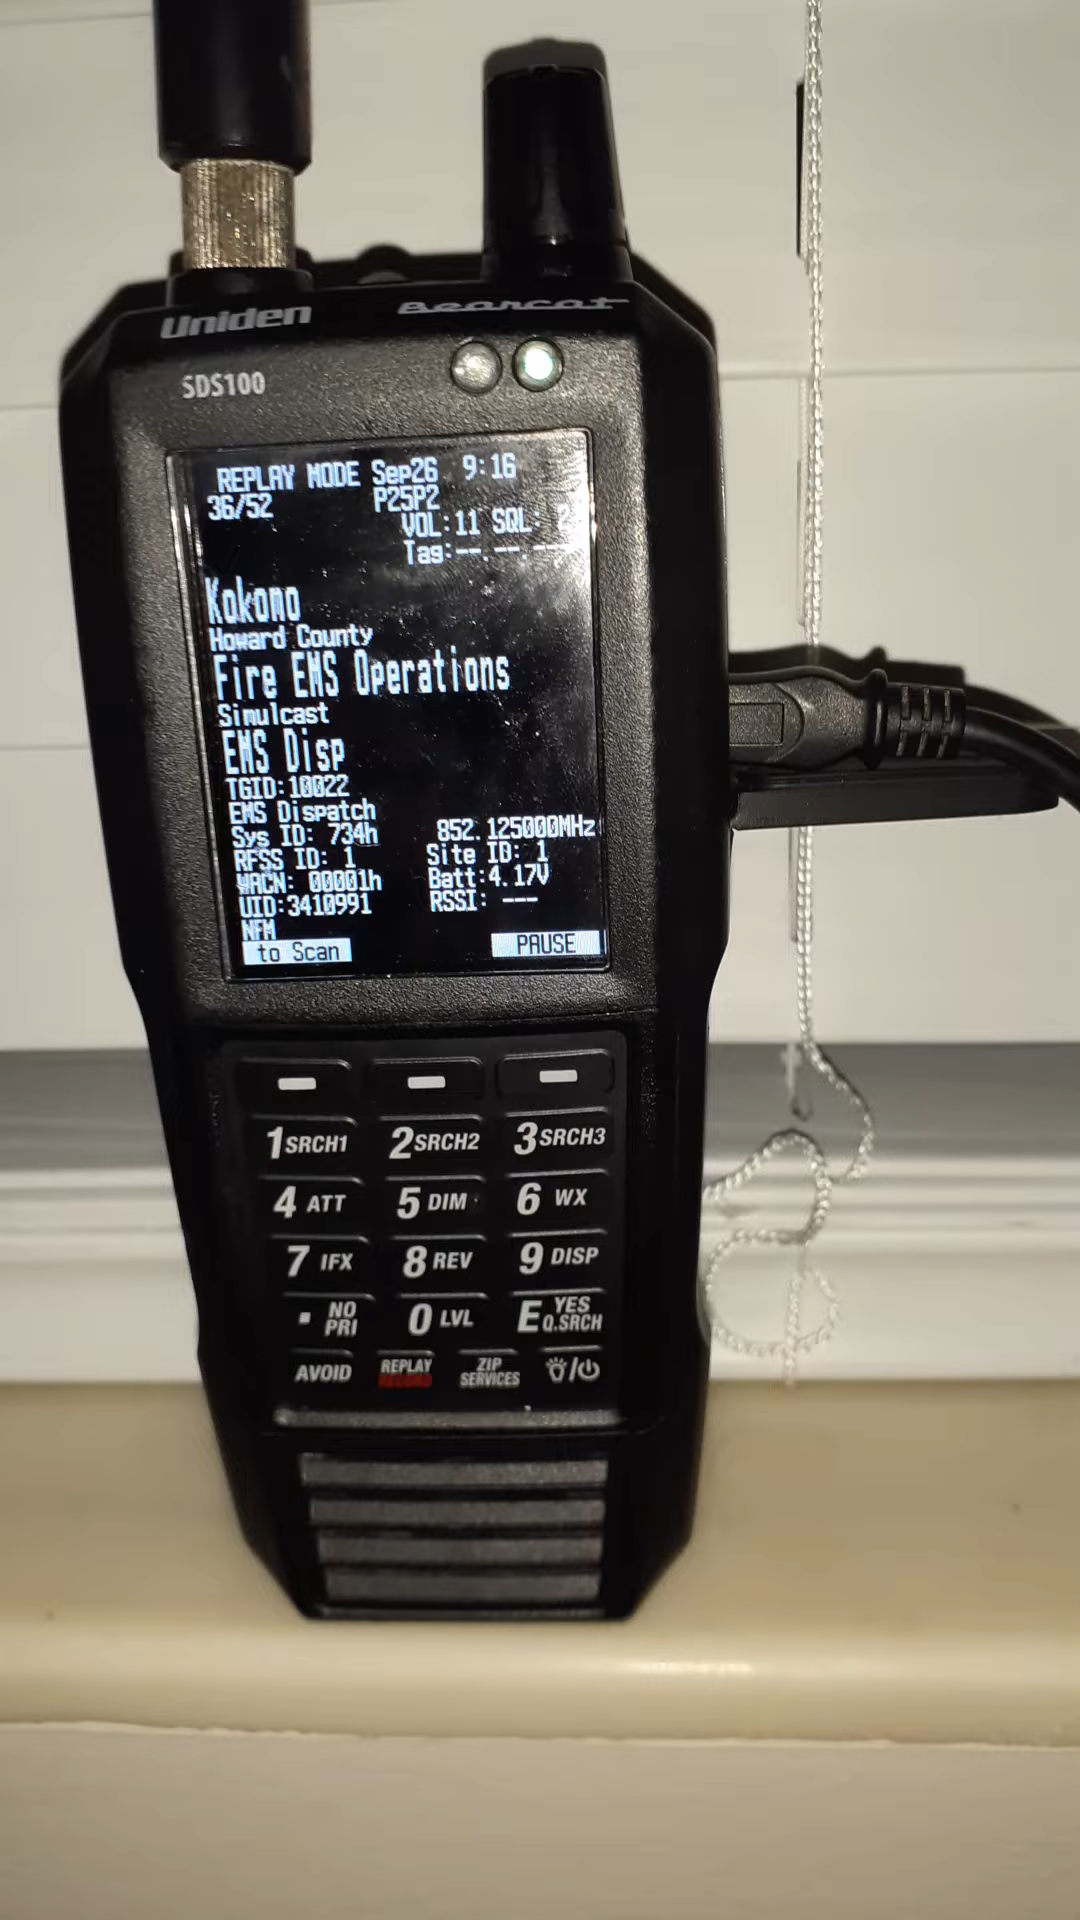 Uniden Bearcat
SDS100
REPLAY MODE Sep26 9:16
36/52 P25P2
VOL:11 SQL: 2
Tag:--.--.---
Kokomo
Howard County
Fire EMS Operations
Simulcast
EMS Disp
TGID:10022
EMS Dispatch
Sys ID: 734h 852.125000MHz
RFSS ID: 1 Site ID: 1
WACN: 00001h Batt:4.17V
UID:3410991 RSSI: ---
NFM
to Scan PAUSE
1 SRCH1 2 SRCH2 3 SRCH3
4 ATT 5 DIM 6 WX
7 IFX 8 REV 9 DISP
. NO PRI 0 LVL E YES Q.SRCH
AVOID REPLAY RECORD ZIP SERVICES